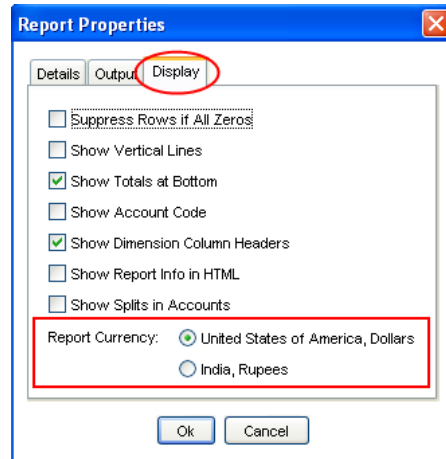 Report Properties
Details Output Display
Suppress Rows if All Zeros
Show Vertical Lines
Show Totals at Bottom
Show Account Code
Show Dimension Column Headers
Show Report Info in HTML
Show Splits in Accounts
Report Currency: United States of America, Dollars
India, Rupees
Ok Cancel